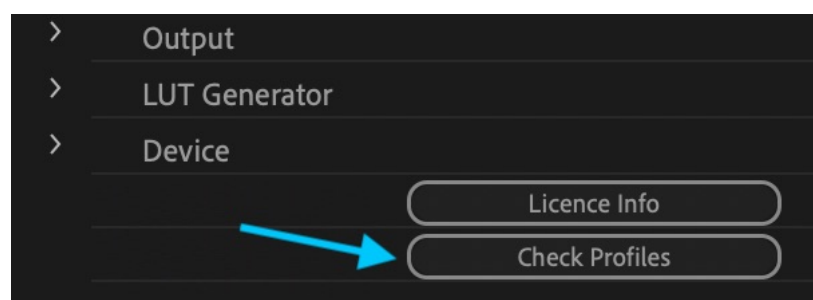 Output
LUT Generator
Device
Licence Info
Check Profiles